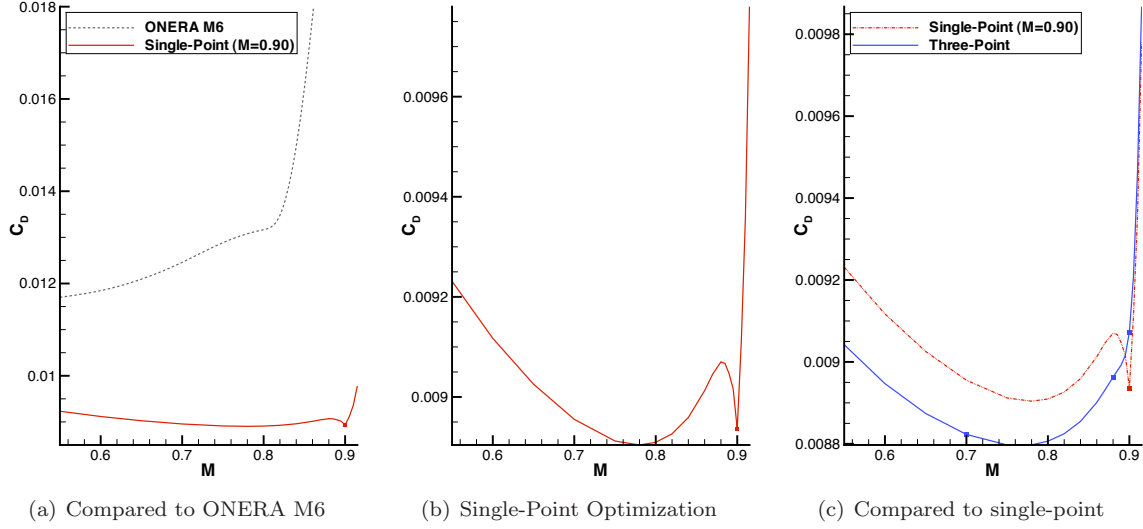 0.018
0.016
0.014
0.012
0.01
C_D
0.6 0.7 0.8 0.9
M
ONERA M6
Single-Point (M=0.90)
(a) Compared to ONERA M6
0.0096
0.0094
0.0092
0.009
C_D
0.6 0.7 0.8 0.9
M
(b) Single-Point Optimization
0.0098
0.0096
0.0094
0.0092
0.009
0.0088
C_D
0.6 0.7 0.8 0.9
M
Single-Point (M=0.90)
Three-Point
(c) Compared to single-point